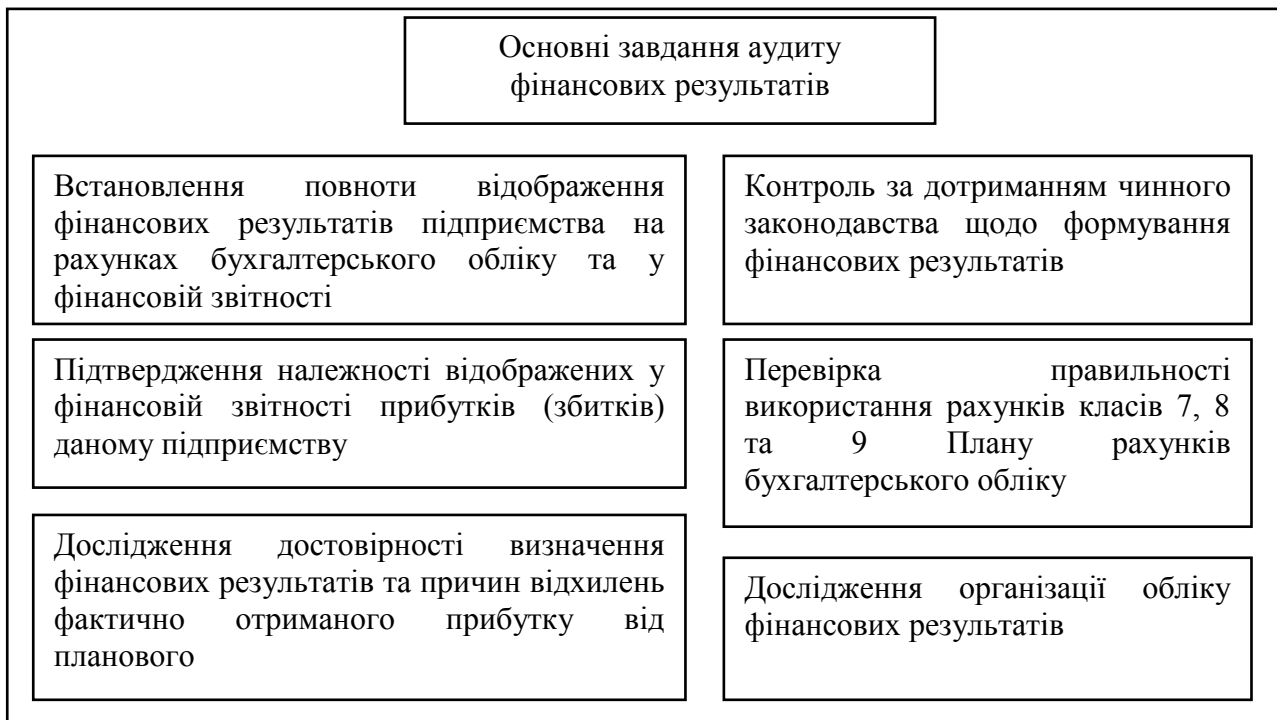 Основні завдання аудиту
фінансових результатів
Встановлення повноти відображення
фінансових результатів підприємства на
рахунках бухгалтерського обліку та у
фінансовій звітності
Контроль за дотриманням чинного
законодавства щодо формування
фінансових результатів
Підтвердження належності відображених у
фінансовій звітності прибутків (збитків)
даному підприємству
Перевірка правильності
використання рахунків класів 7, 8
та 9 Плану рахунків
бухгалтерського обліку
Дослідження достовірності визначення
фінансових результатів та причин відхилень
фактично отриманого прибутку від
планового
Дослідження організації обліку
фінансових результатів